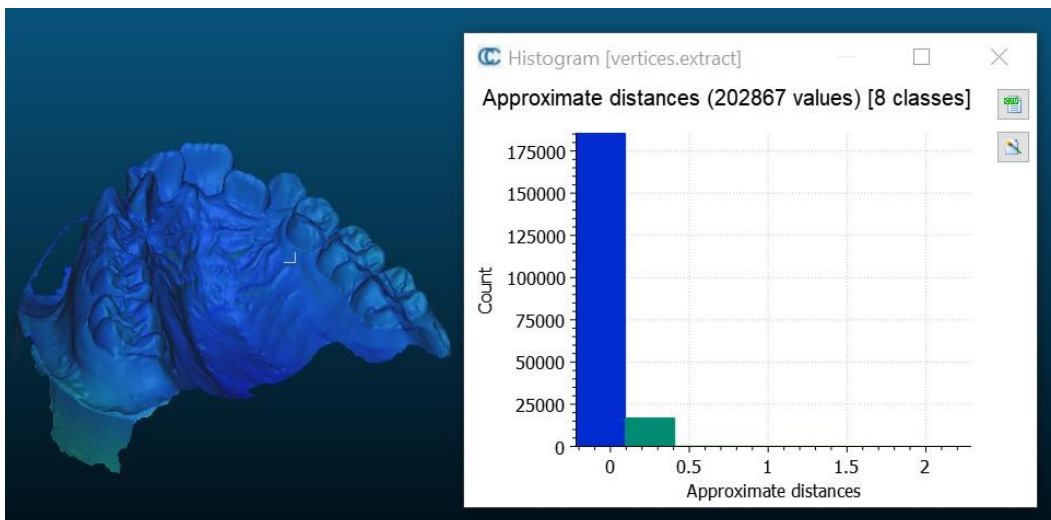 Histogram [vertices.extract]
Approximate distances (202867 values) [8 classes]
175000
150000
125000
100000
75000
50000
25000
0
Count
0 0.5 1 1.5 2
Approximate distances
CSV